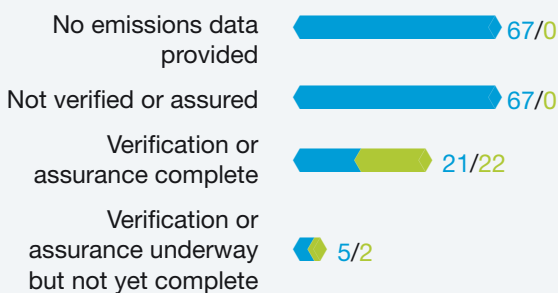 No emissions data
provided
67/0
Not verified or assured
67/0
Verification or
assurance complete
21/22
Verification or
assurance underway
but not yet complete
5/2